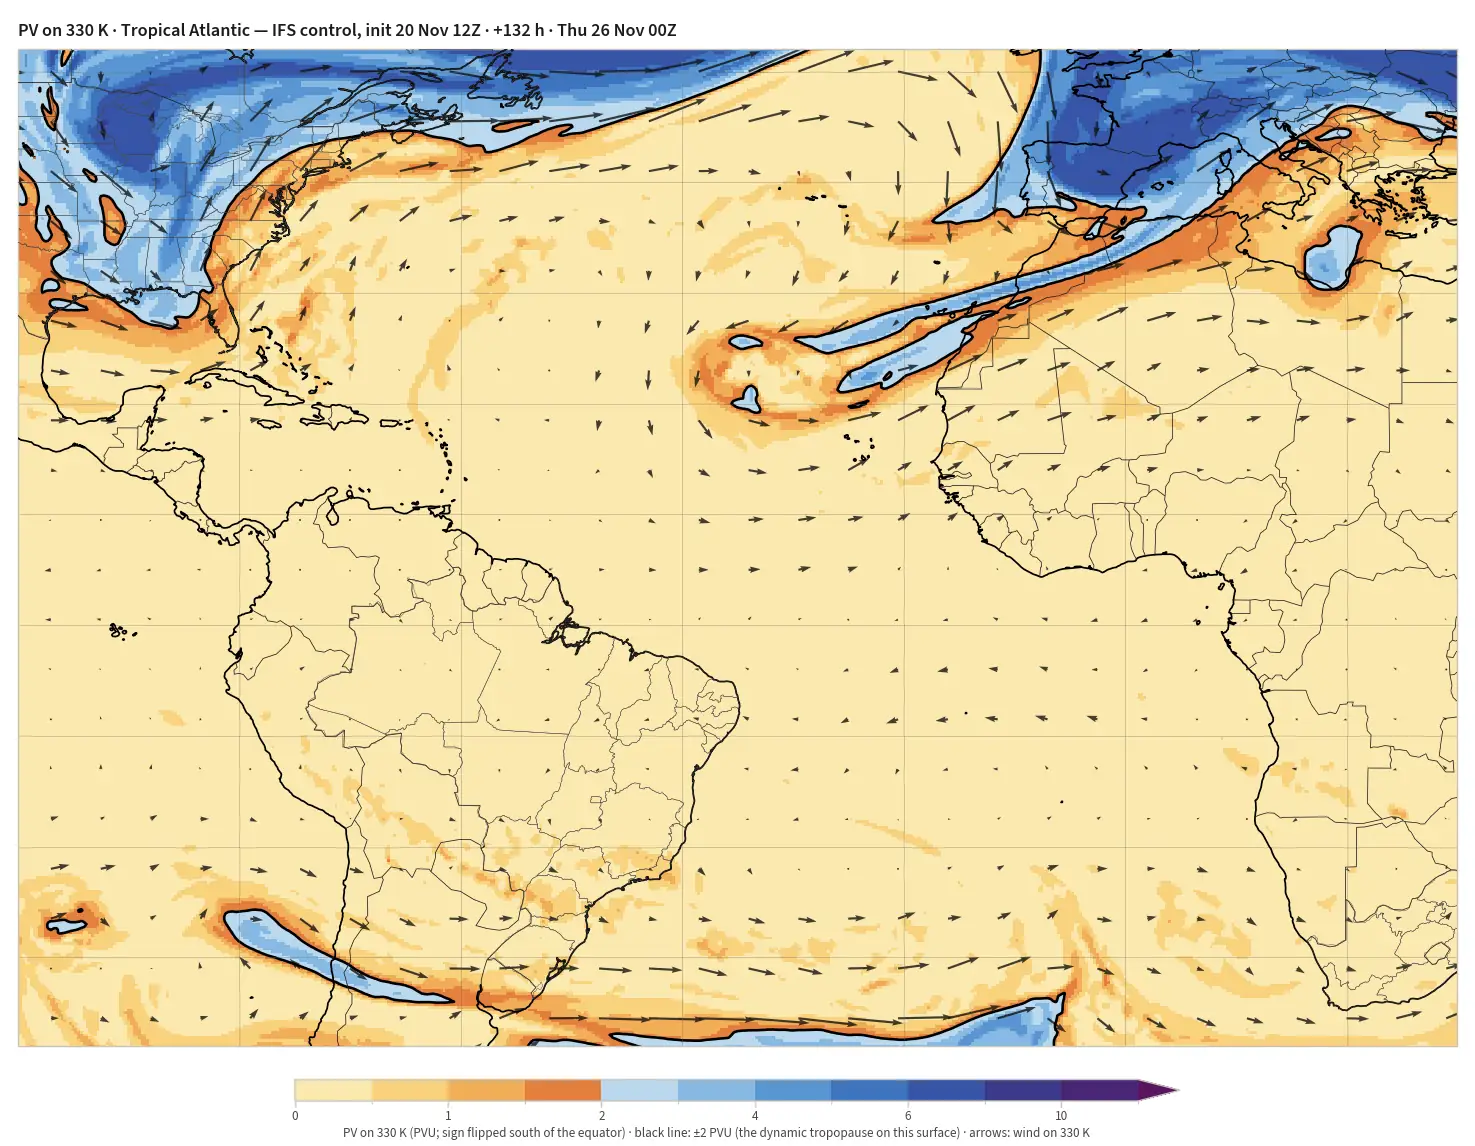 PV on 330 K · Tropical Atlantic — IFS control, init 20 Nov 12Z · +132 h · Thu 26 Nov 00Z
0 1 2 4 6 10
PV on 330 K (PVU; sign flipped south of the equator) · black line: ±2 PVU (the dynamic tropopause on this surface) · arrows: wind on 330 K